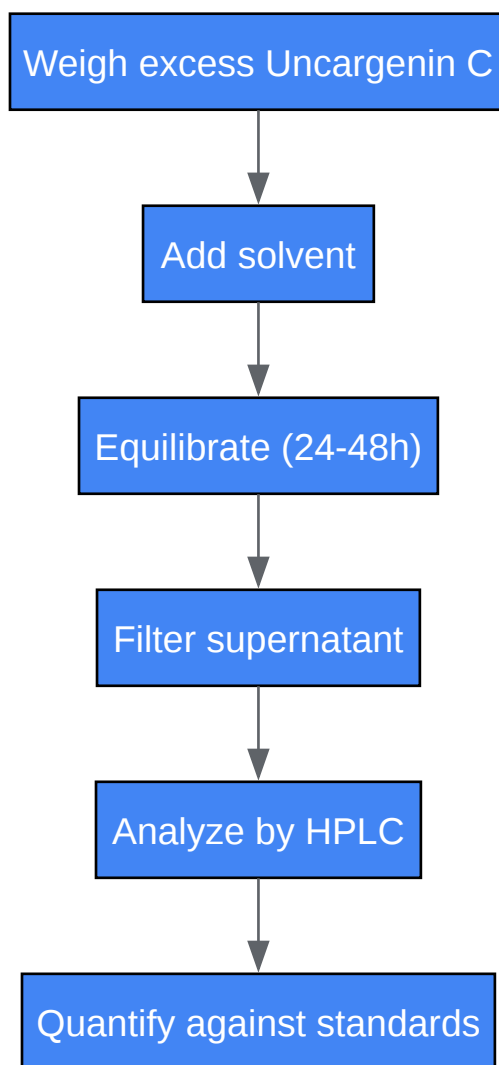 Weigh excess Uncargenin C
Add solvent
Equilibrate (24-48h)
Filter supernatant
Analyze by HPLC
Quantify against standards